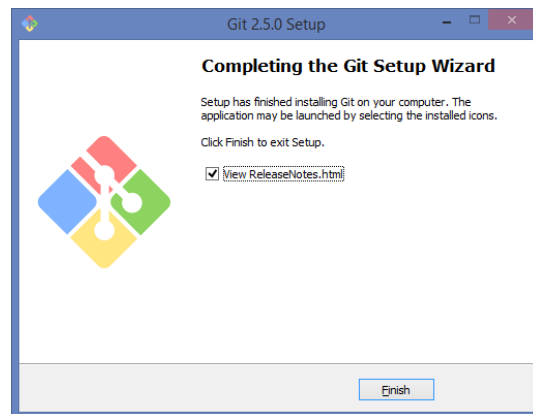 Git 2.5.0 Setup
Completing the Git Setup Wizard
Setup has finished installing Git on your computer. The
application may be launched by selecting the installed icons.
Click Finish to exit Setup.
View ReleaseNotes.html
Finish